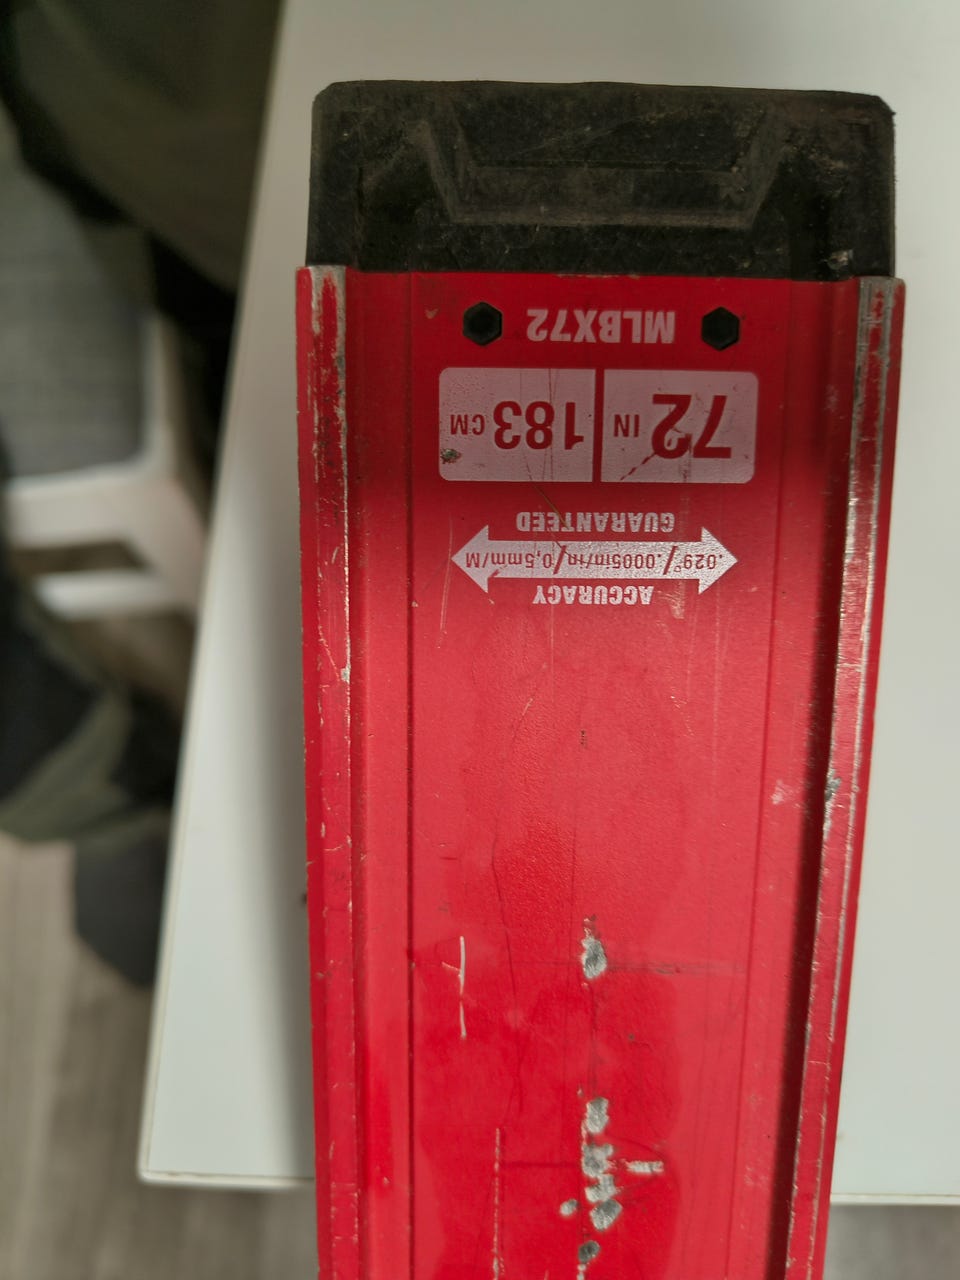 ACCURACY
.029°/.0005in/in/0,5mm/M
GUARANTEED
72 IN 183 CM
MLBX72